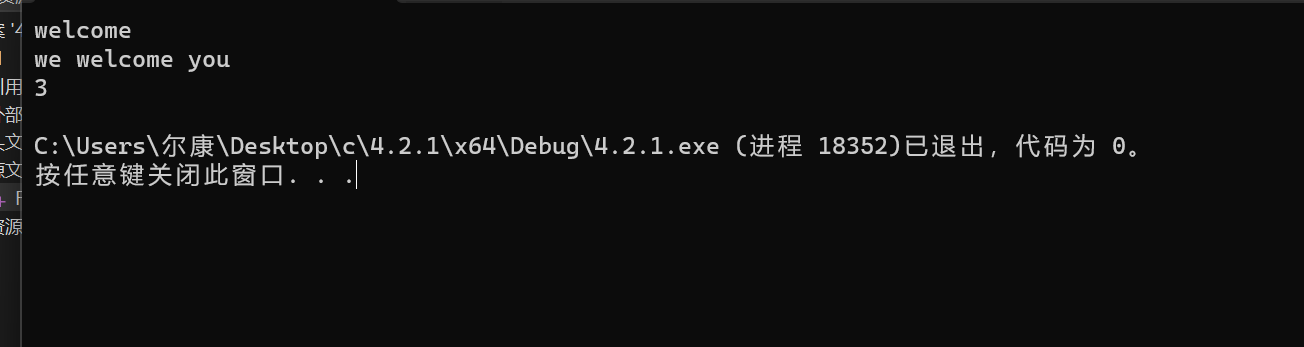 welcome
we welcome you
3
C:\Users\尔康\Desktop\c\4.2.1\x64\Debug\4.2.1.exe (进程 18352)已退出，代码为 0。
按任意键关闭此窗口. . .